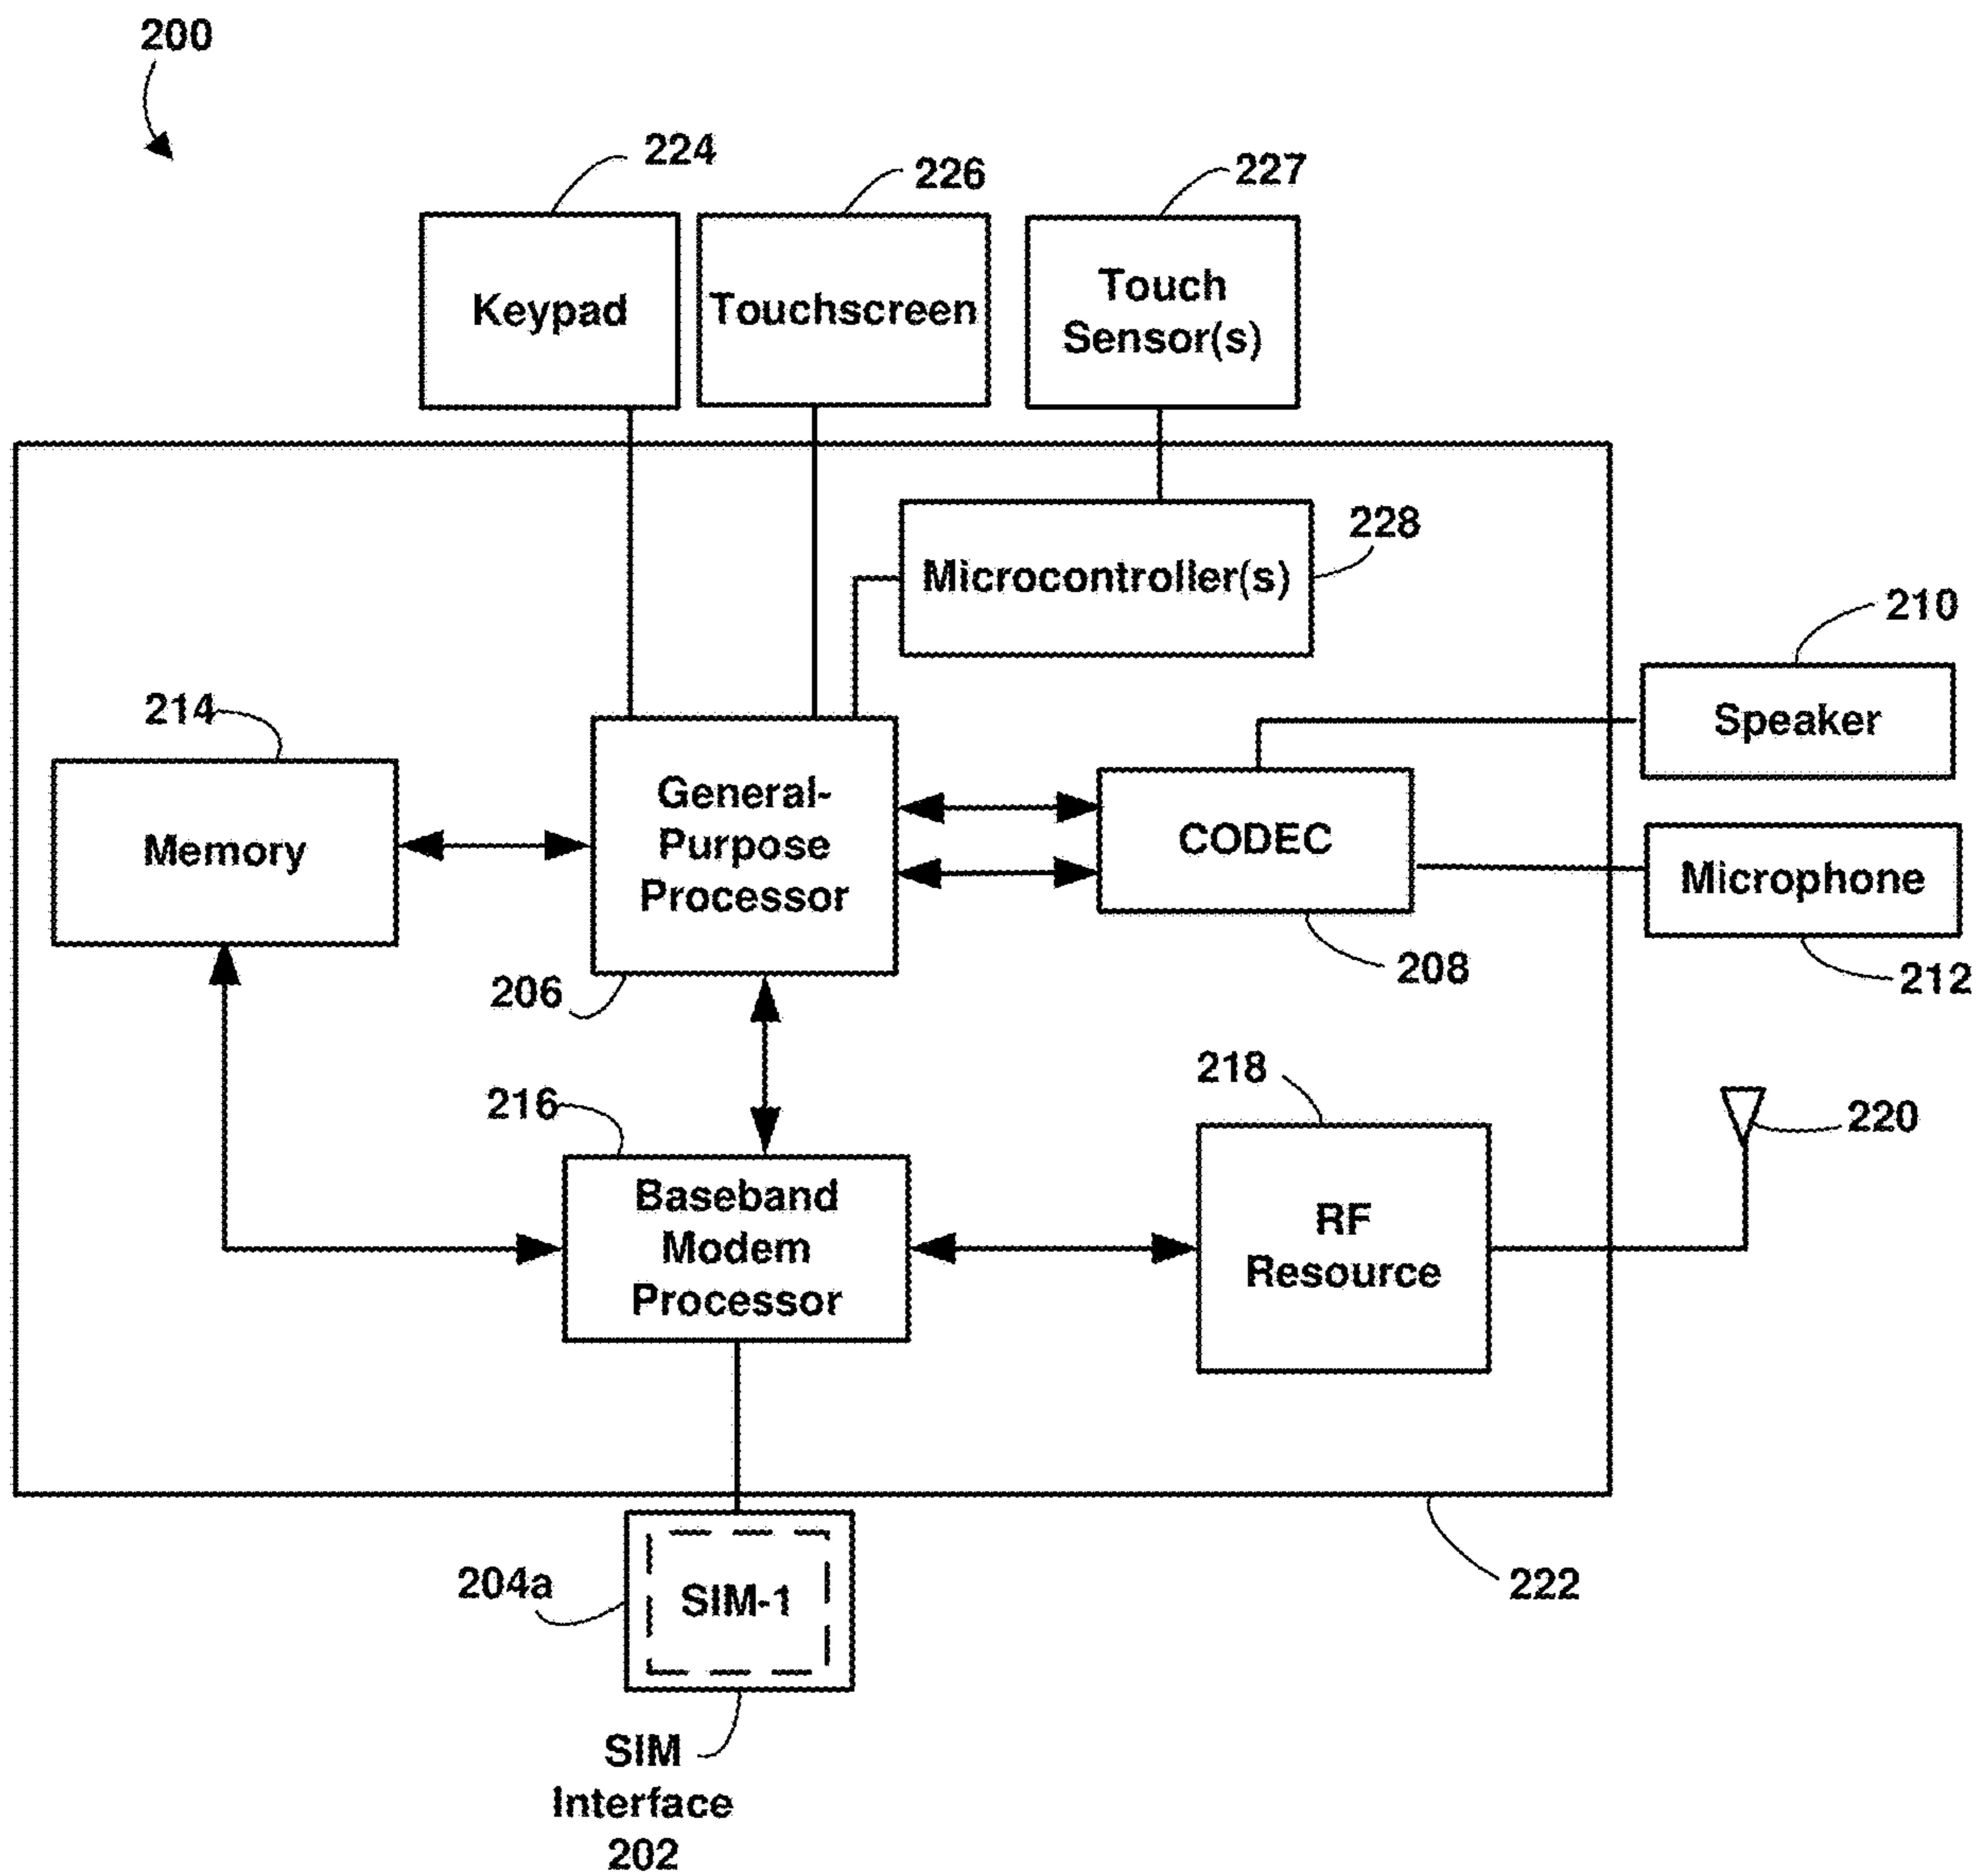 200
224
226
227
Keypad
Touchscreen
Touch
Sensor(s)
228
Microcontroller(s)
210
Speaker
214
Memory
General-
Purpose
Processor
CODEC
Microphone
206
208
212
216
218
220
Baseband
Modem
Processor
RF
Resource
204a
SIM-1
222
SIM
Interface
202